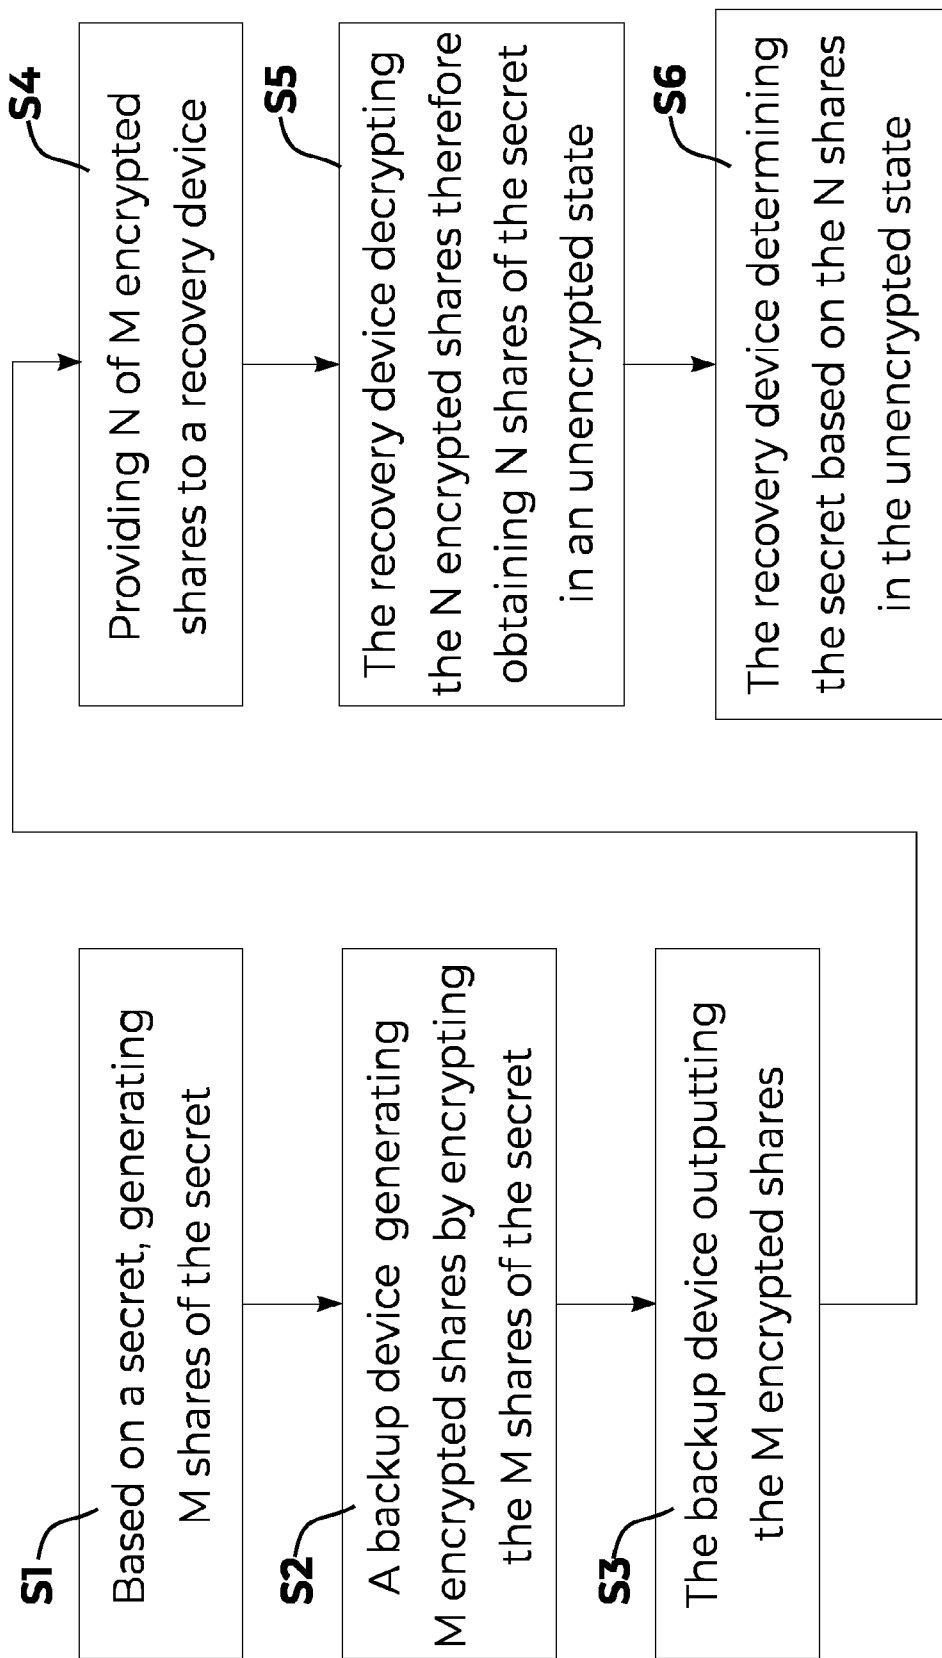 S1
Based on a secret, generating
M shares of the secret
S2
A backup device generating
M encrypted shares by encrypting
the M shares of the secret
S3
The backup device outputting
the M encrypted shares
S4
Providing N of M encrypted
shares to a recovery device
S5
The recovery device decrypting
the N encrypted shares therefore
obtaining N shares of the secret
in an unencrypted state
S6
The recovery device determining
the secret based on the N shares
in the unencrypted state